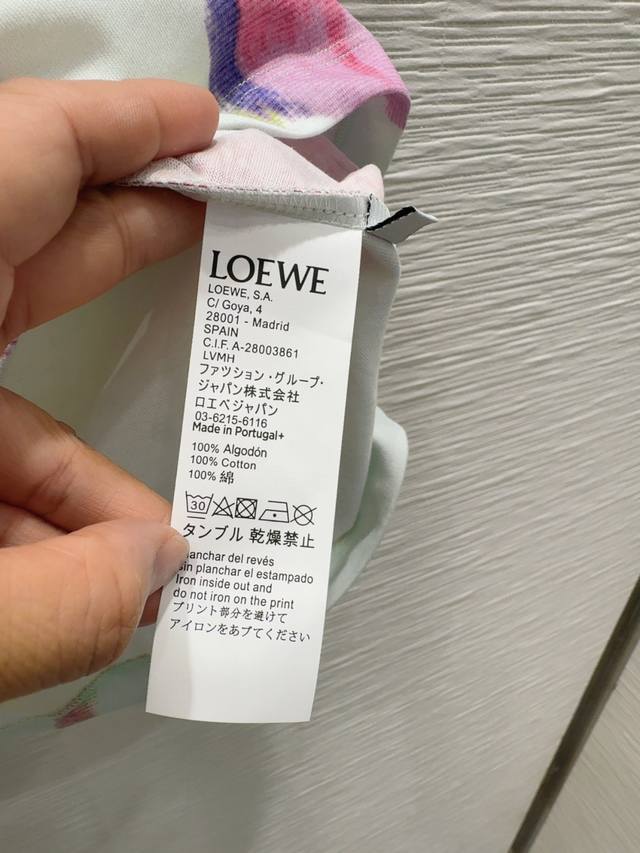 LOEWE
LOEWE, S.A.
C/ Goya, 4
28001 - Madrid
SPAIN
C.I.F. A-28003861
LVMH
ファツション・グループ・
ジャパン株式会社
ロエベジャパン
03-6215-6116
Made in Portugal+
100% Algodón
100% Cotton
100% 綿
30
タンブル 乾燥禁止
lanchar del revés
in planchar el estampado
Iron inside out and
do not iron on the print
プリント部分を避けて
アイロンをあブてください